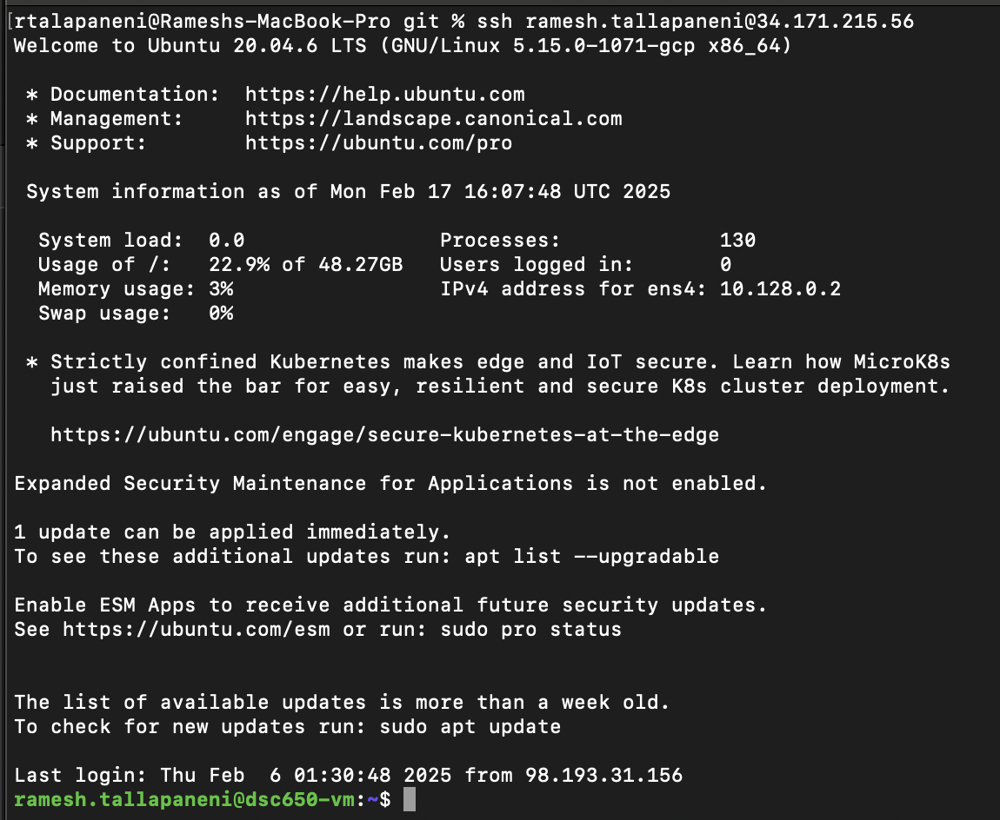 [rtalapaneni@Rameshs-MacBook-Pro git % ssh ramesh.tallapaneni@34.171.215.56
Welcome to Ubuntu 20.04.6 LTS (GNU/Linux 5.15.0-1071-gcp x86_64)
* Documentation:  https://help.ubuntu.com
* Management:     https://landscape.canonical.com
* Support:        https://ubuntu.com/pro
System information as of Mon Feb 17 16:07:48 UTC 2025
System load:  0.0                Processes:             130
Usage of /:   22.9% of 48.27GB   Users logged in:       0
Memory usage: 3%                 IPv4 address for ens4: 10.128.0.2
Swap usage:   0%
* Strictly confined Kubernetes makes edge and IoT secure. Learn how MicroK8s
just raised the bar for easy, resilient and secure K8s cluster deployment.
https://ubuntu.com/engage/secure-kubernetes-at-the-edge
Expanded Security Maintenance for Applications is not enabled.
1 update can be applied immediately.
To see these additional updates run: apt list --upgradable
Enable ESM Apps to receive additional future security updates.
See https://ubuntu.com/esm or run: sudo pro status
The list of available updates is more than a week old.
To check for new updates run: sudo apt update
Last login: Thu Feb  6 01:30:48 2025 from 98.193.31.156
ramesh.tallapaneni@dsc650-vm:~$